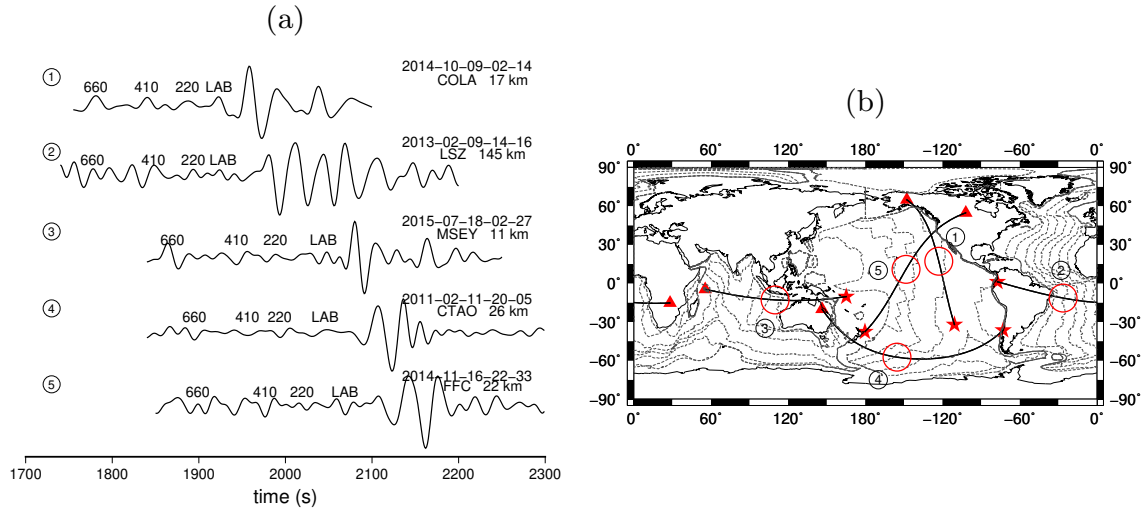 (a)
① 660 410 220 LAB 2014−10−09−02−14
COLA 17 km
② 660 410 220 LAB 2013−02−09−14−16
LSZ 145 km
③ 660 410 220 LAB 2015−07−18−02−27
MSEY 11 km
④ 660 410 220 LAB 2011−02−11−20−05
CTAO 26 km
⑤ 660 410 220 LAB 2014−11−16−22−33
FFC 22 km
1700 1800 1900 2000 2100 2200 2300
time (s)
(b)
0˚ 60˚ 120˚ 180˚ −120˚ −60˚ 0˚
90˚ 90˚
60˚ 60˚
30˚ 30˚
0˚ 0˚
−30˚ −30˚
−60˚ −60˚
−90˚ −90˚
0˚ 60˚ 120˚ 180˚ −120˚ −60˚ 0˚
①
②
⑤
③
④